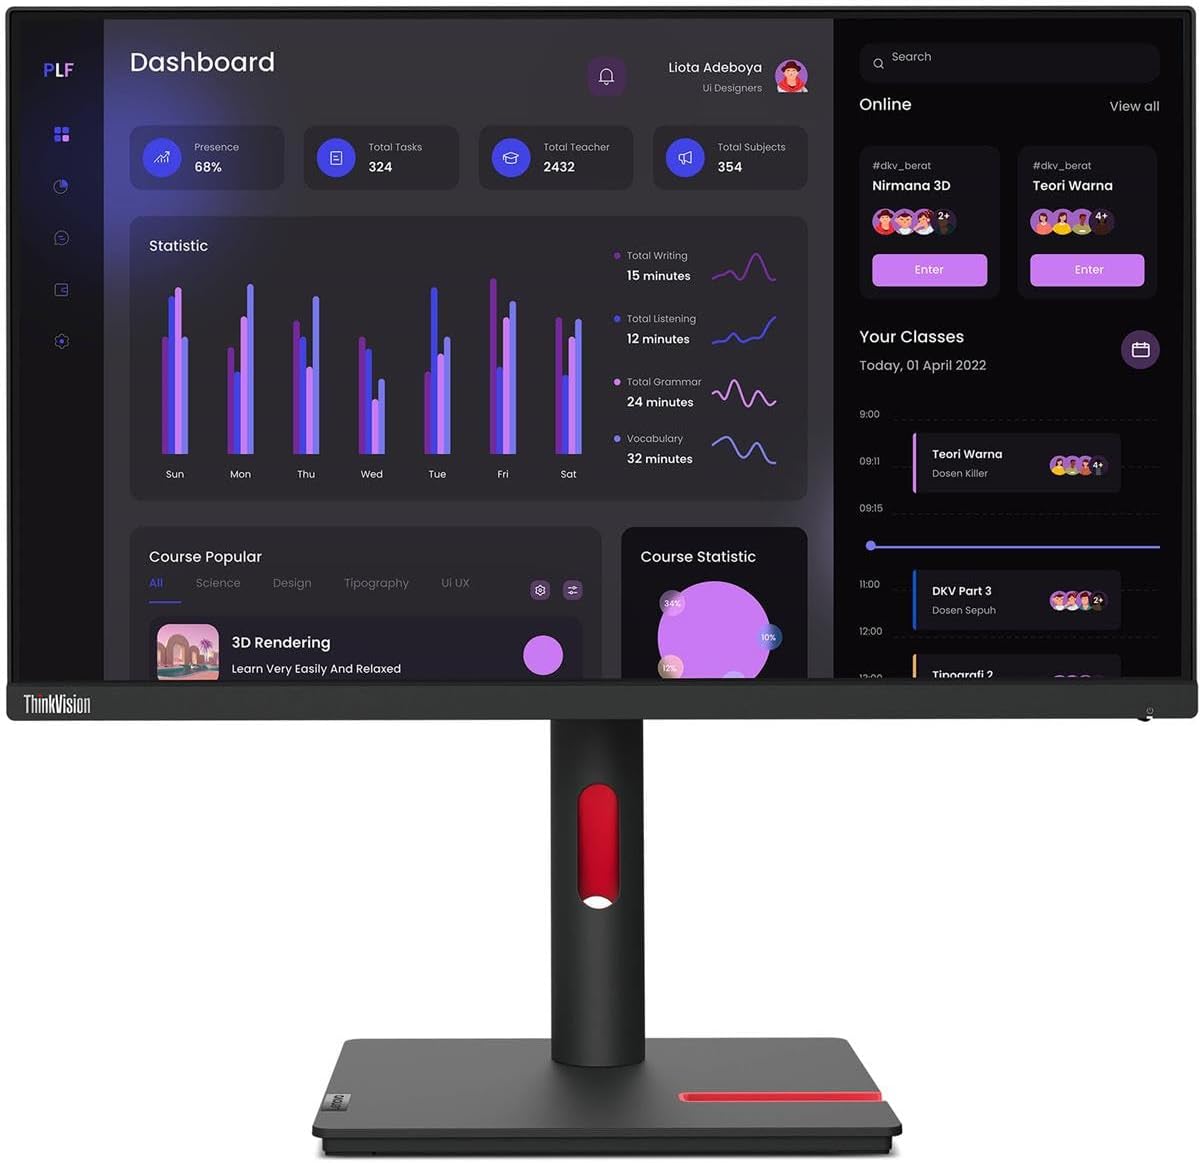 PLF
Dashboard
Liota Adeboya
Ui Designers
Presence
68%
Total Tasks
324
Total Teacher
2432
Total Subjects
354
Statistic
Sun
Mon
Thu
Wed
Tue
Fri
Sat
Total Writing
15 minutes
Total Listening
12 minutes
Total Grammar
24 minutes
Vocabulary
32 minutes
Course Popular
All
Science
Design
Tipography
Ui UX
3D Rendering
Learn Very Easily And Relaxed
Course Statistic
34%
10%
12%
Search
Online
View all
#dkv_berat
Nirmana 3D
2+
Enter
#dkv_berat
Teori Warna
4+
Enter
Your Classes
Today, 01 April 2022
9:00
09:11
Teori Warna
Dosen Killer
4+
09:15
11:00
DKV Part 3
Dosen Sepuh
2+
12:00
13:00
Tipografi 2
ThinkVision
Lenovo